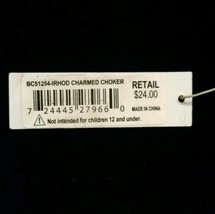 BC51254-IRHOD CHARMED CHOKER
RETAIL
$24.00
7 24445 27966 0
MADE IN CHINA
Not intended for children 12 and under.